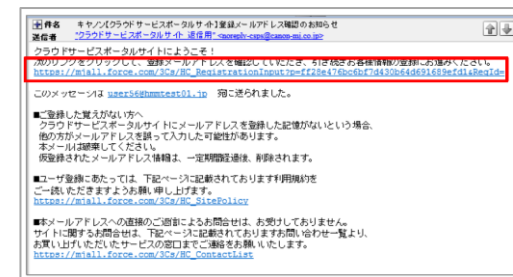 件名 キヤノン【クラウドサービスポータルサイト】登録メールアドレス確認のお知らせ
送信者 "クラウドサービスポータルサイト 送信用" <noreply-csps@canon-mj.co.jp>
クラウドサービスポータルサイトにようこそ！
次のリンクをクリックして、登録メールアドレスを確認していただき、引き続きお客様情報の登録にお進みください。
https://mjall.force.com/3Cs/HC_RegistrationInput?p=ff28e476bc6bf7d430b64d691689efd1&RegId=
このメッセージは user56@hmmtest01.jp 宛に送られました。
■ご登録した覚えがない方へ
クラウドサービスポータルサイトにメールアドレスを登録した記憶がないという場合、
他の方がメールアドレスを誤って入力した可能性があります。
本メールは破棄してください。
仮登録されたメールアドレス情報は、一定期間経過後、削除されます。
■ユーザ登録にあたっては、下記ページに記載されております利用規約を
ご一読いただきますようお願い申し上げます。
https://mjall.force.com/3Cs/HC_SitePolicy
■本メールアドレスへの直接のご返信によるお問合せは、お受けしておりません。
サイトに関するお問合せは、下記ページに記載されておりますお問い合わせ一覧より、
お買い上げいただいたサービスの窓口までご連絡をお願いいたします。
https://mjall.force.com/3Cs/HC_ContactList